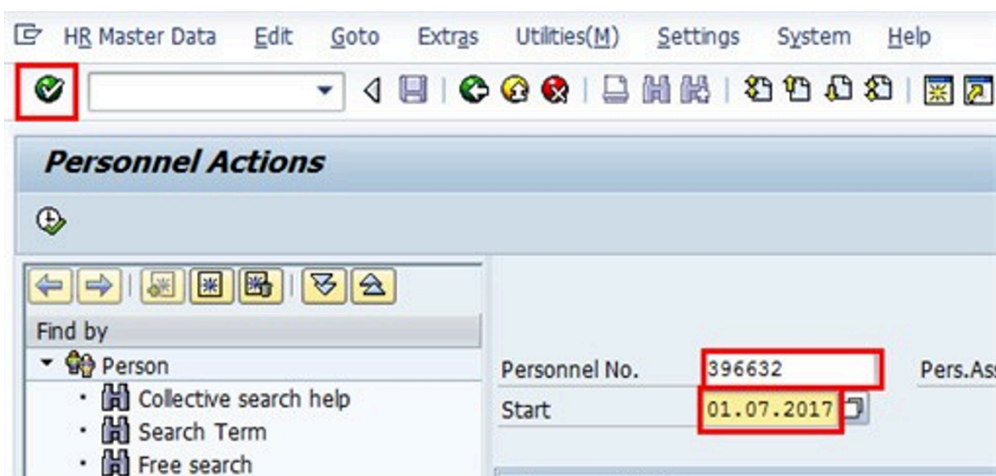 HR Master Data Edit Goto Extras Utilities(M) Settings System Help
Personnel Actions
Find by
Person
Collective search help
Search Term
Free search
Personnel No. 396632 Pers.Ass
Start 01.07.2017